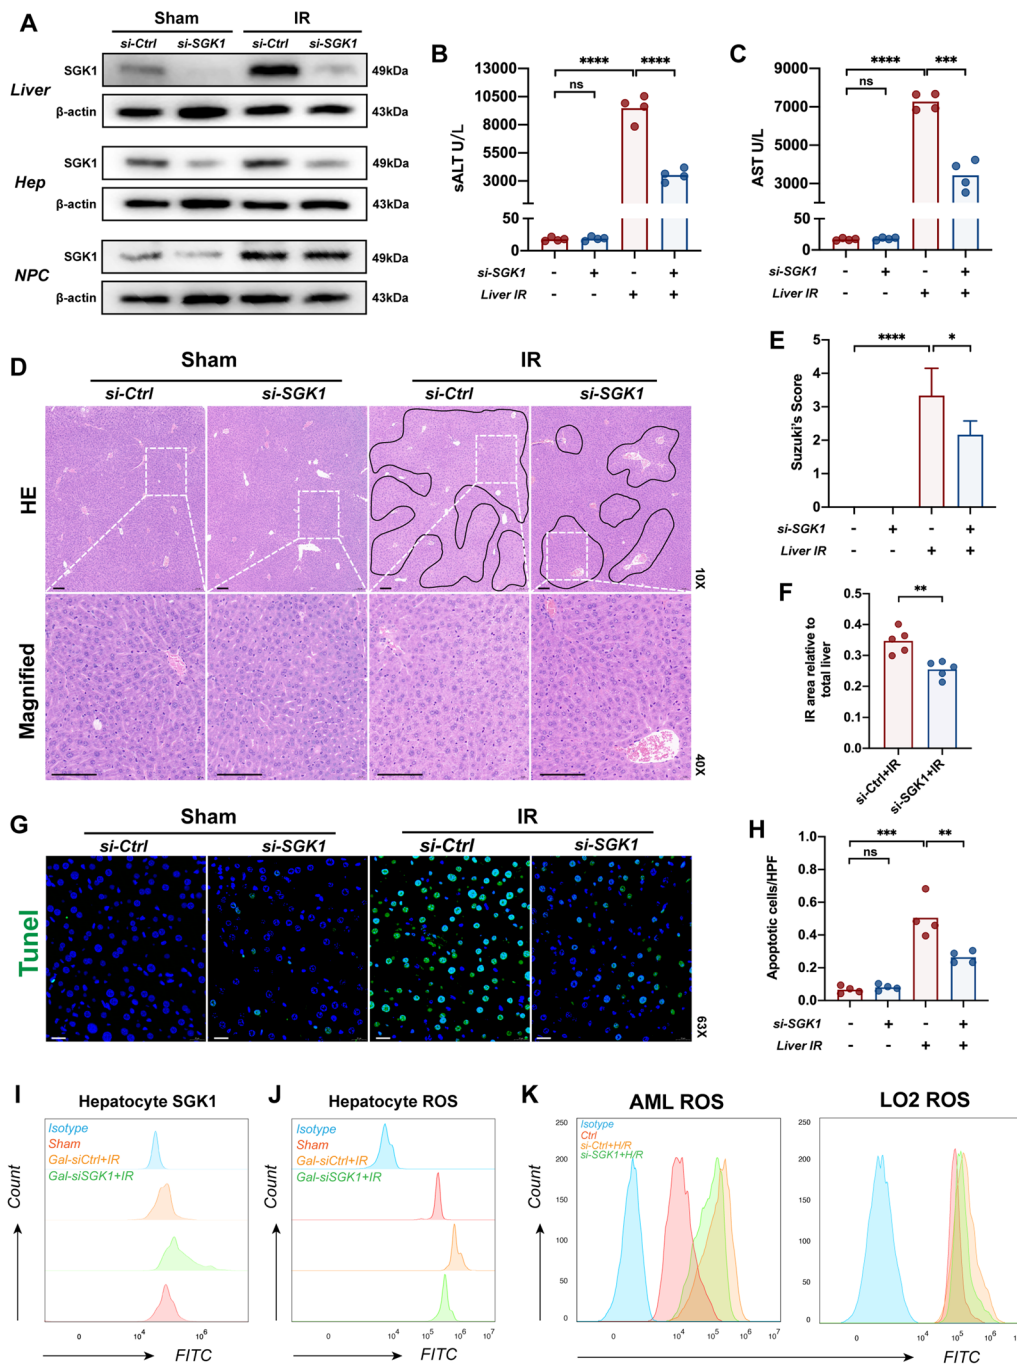 A
Sham
IR
si-Ctrl
si-SGK1
si-Ctrl
si-SGK1
Liver
SGK1
49kDa
β-actin
43kDa
Hep
SGK1
49kDa
β-actin
43kDa
NPC
SGK1
49kDa
β-actin
43kDa
B
sALT U/L
13000
10500
8000
5500
3000
50
0
****
****
ns
si-SGK1 - + - +
Liver IR - - + +
C
AST U/L
9000
7000
5000
3000
50
0
****
***
ns
si-SGK1 - + - +
Liver IR - - + +
D
Sham
IR
si-Ctrl
si-SGK1
si-Ctrl
si-SGK1
HE
10X
Magnified
40X
E
Suzuki's Score
5
4
3
2
1
0
****
*
si-SGK1 - + - +
Liver IR - - + +
F
IR area relative to
total liver
0.5
0.4
0.3
0.2
0.1
0.0
**
si-Ctrl+IR
si-SGK1+IR
G
Sham
IR
si-Ctrl
si-SGK1
si-Ctrl
si-SGK1
Tunel
63X
H
Apoptotic cells/HPF
1.0
0.8
0.6
0.4
0.2
0.0
***
**
ns
si-SGK1 - + - +
Liver IR - - + +
I
Hepatocyte SGK1
Isotype
Sham
Gal-siCtrl+IR
Gal-siSGK1+IR
Count
0 10⁴ 10⁶
FITC
J
Hepatocyte ROS
Isotype
Sham
Gal-siCtrl+IR
Gal-siSGK1+IR
0 10⁴ 10⁵ 10⁶ 10⁷
FITC
K
AML ROS
Isotype
Ctrl
si-Ctrl+H/R
si-SGK1+H/R
Count
250
200
150
100
50
0
0 10⁴ 10⁵ 10⁶ 10⁷
LO2 ROS
250
200
150
100
50
0
0 10⁴ 10⁵ 10⁶
FITC